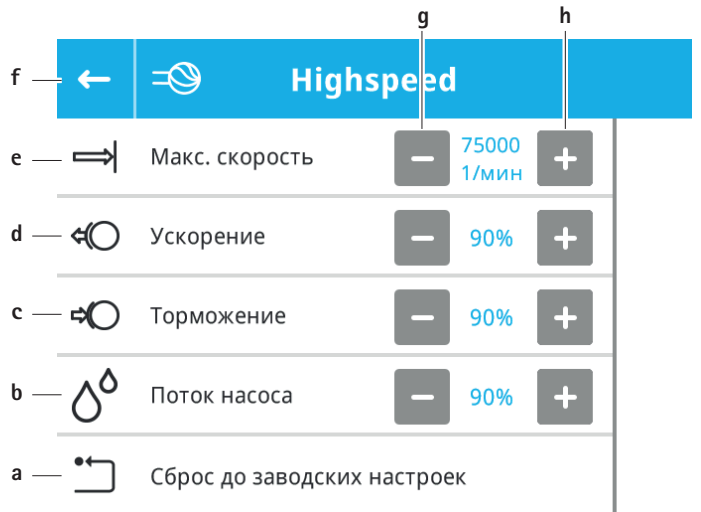 g h
f Highspeed
e Макс. скорость 75000
1/мин
d Ускорение 90%
c Торможение 90%
b Поток насоса 90%
a Сброс до заводских настроек